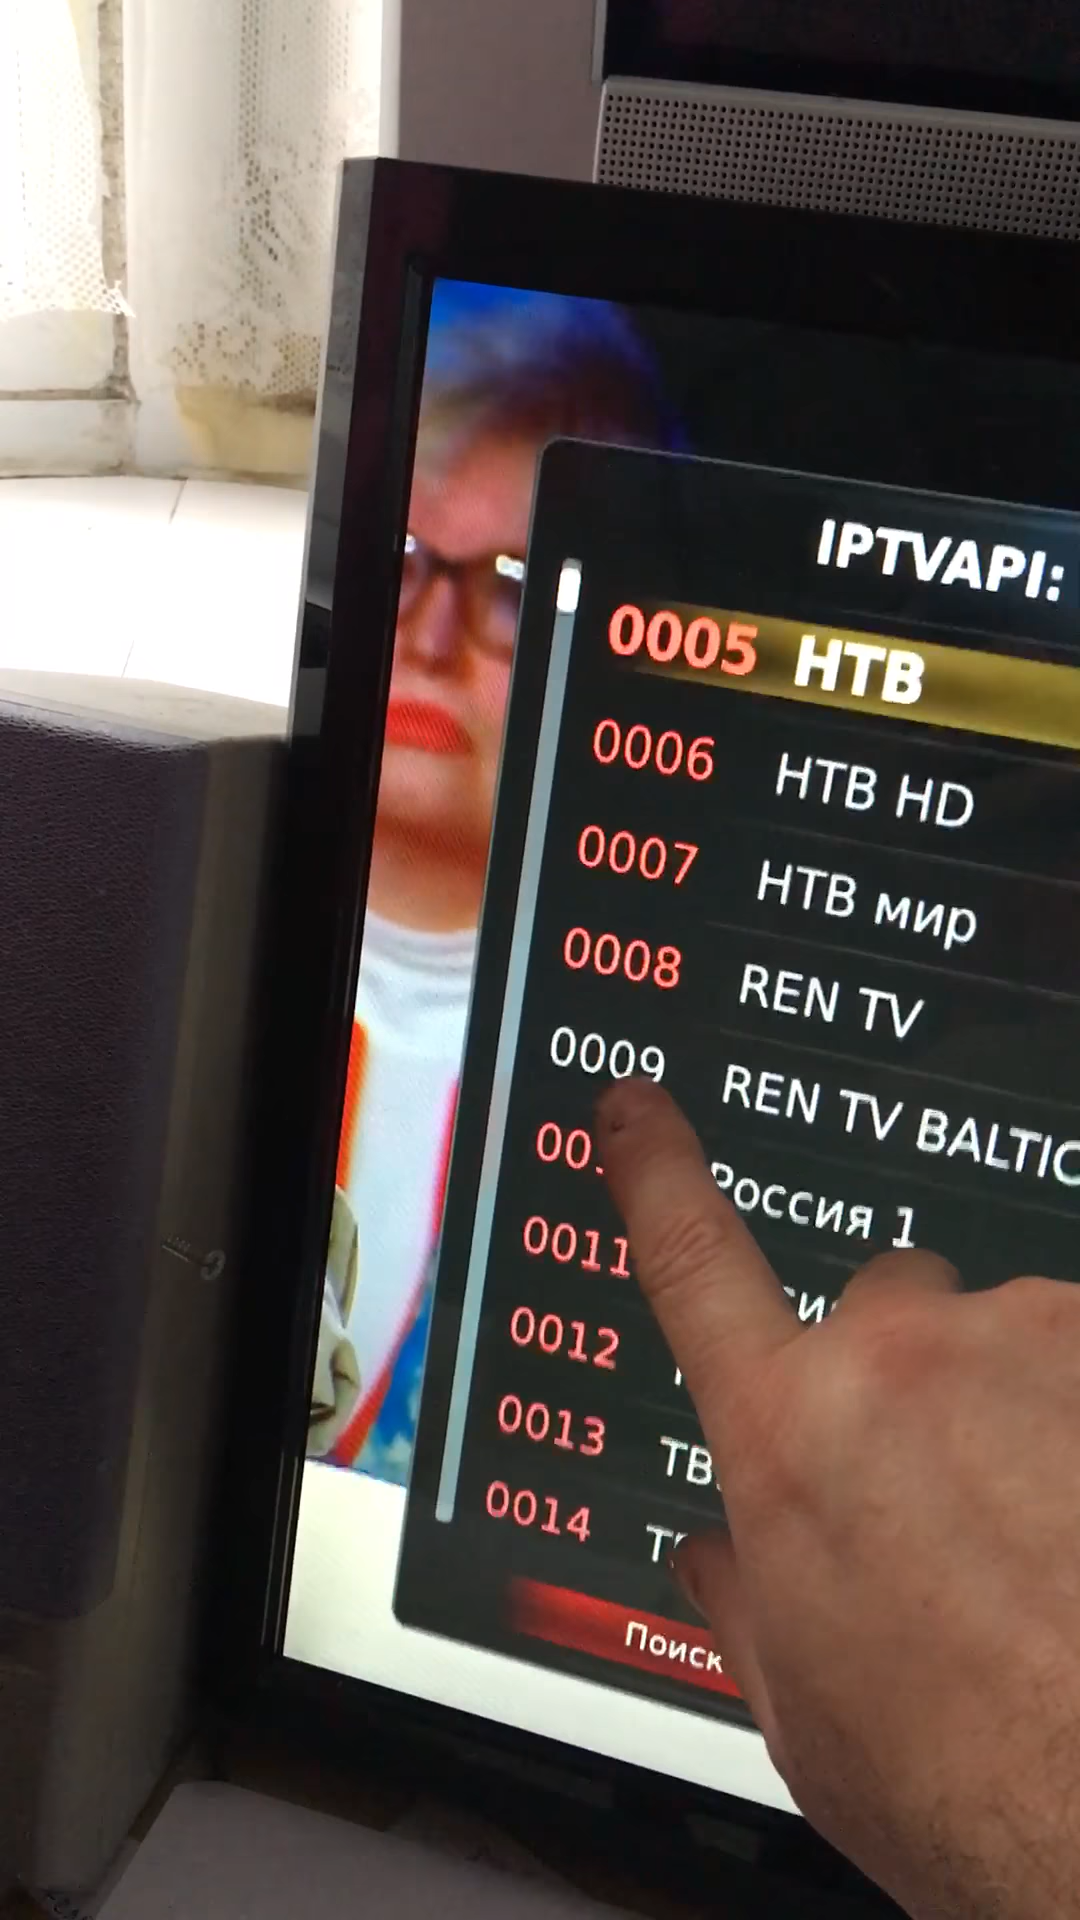 IPTVAPI:
0005 НТВ
0006 НТВ HD
0007 НТВ мир
0008 REN TV
0009 REN TV BALTIC
Россия 1
0011
0012
0013
0014
Поиск